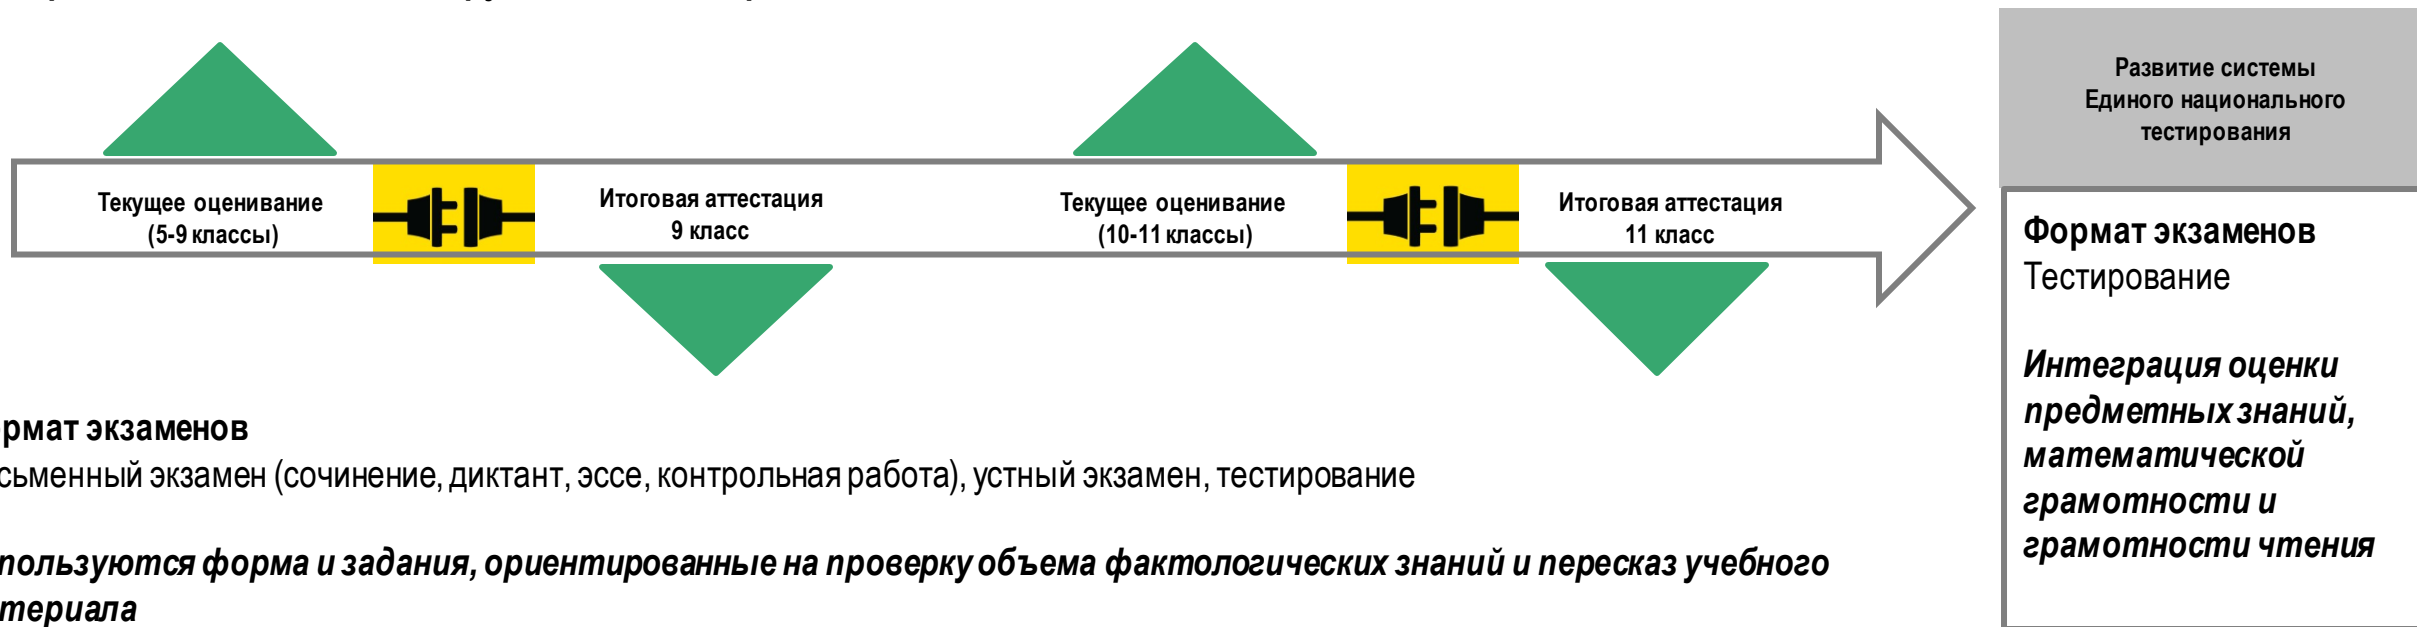 Текущее оценивание
(5-9 классы)
Итоговая аттестация
9 класс
Текущее оценивание
(10-11 классы)
Итоговая аттестация
11 класс
Развитие системы
Единого национального
тестирования
Формат экзаменов
Тестирование
Интеграция оценки
предметных знаний,
математической
грамотности и
грамотности чтения
рмат экзаменов
сьменный экзамен (сочинение, диктант, эссе, контрольная работа), устный экзамен, тестирование
пользуются форма и задания, ориентированные на проверку объема фактологических знаний и пересказ учебного
териала